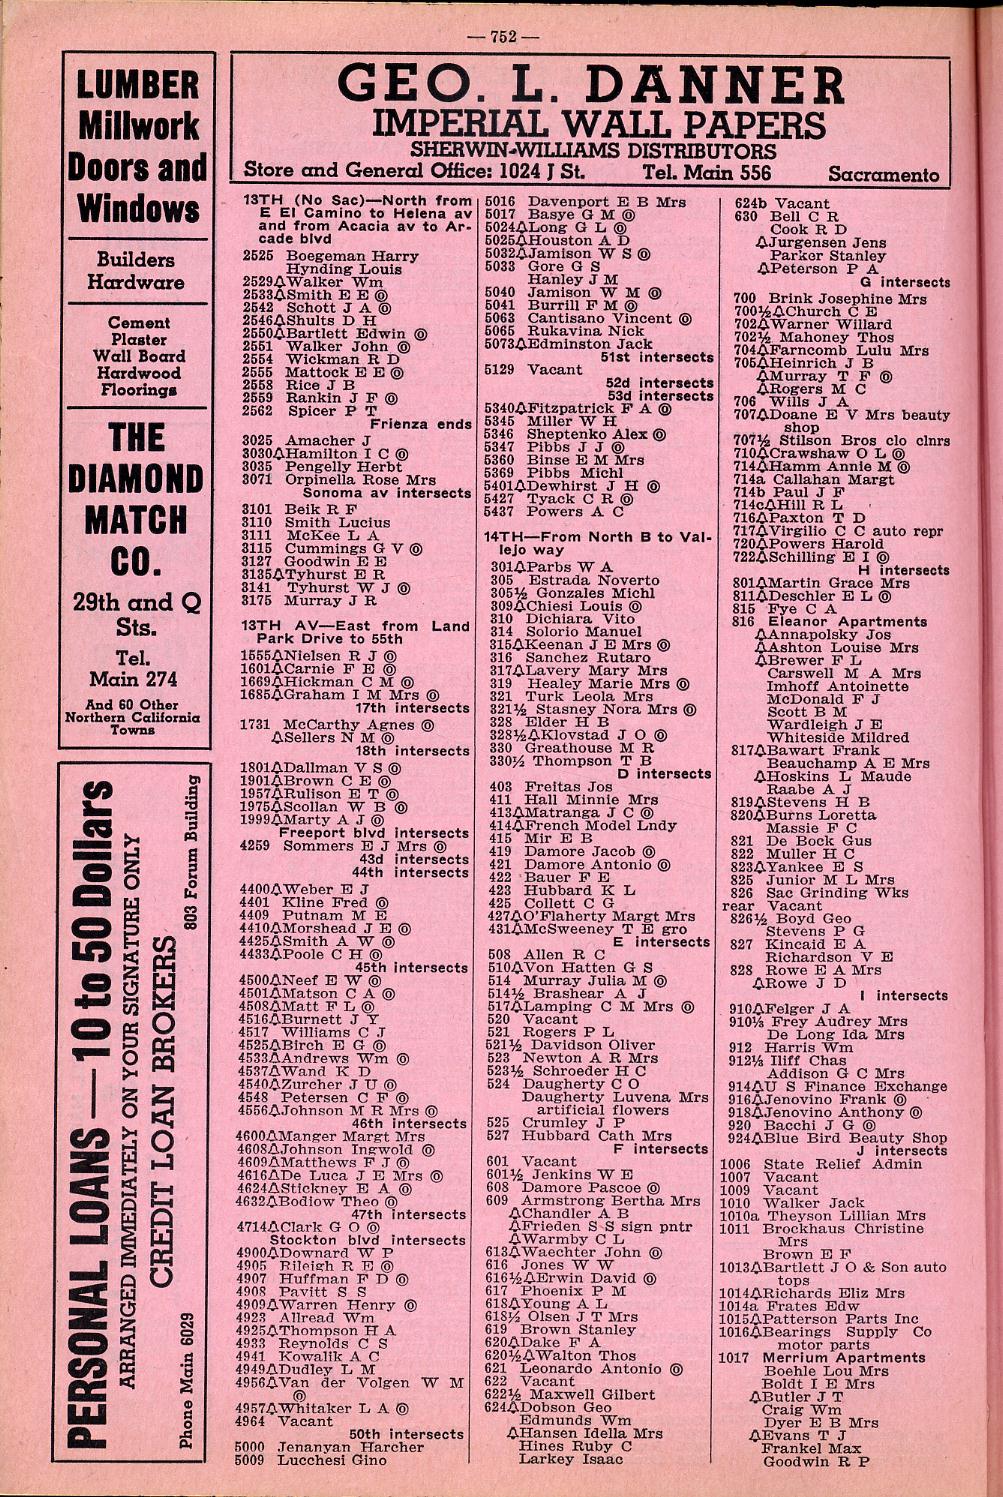 — 752 —
LUMBER
Millwork
Doors and
Windows
Builders
Hardware
Cement
Plaster
Wall Board
Hardwood
Floorings
THE
DIAMOND
MATCH
CO.
29th and Q
Sts.
Tel.
Main 274
And 60 Other
Northern California
Towns
PERSONAL LOANS — 10 to 50 Dollars
ARRANGED IMMEDIATELY ON YOUR SIGNATURE ONLY
CREDIT LOAN BROKERS
Phone Main 6029 803 Forum Building
GEO. L. DANNER
IMPERIAL WALL PAPERS
SHERWIN-WILLIAMS DISTRIBUTORS
Store and General Office: 1024 J St. Tel. Main 556 Sacramento
13TH (No Sac)—North from
E El Camino to Helena av
and from Acacia av to Ar-
cade blvd
2525 Boegeman Harry
Hynding Louis
2529△Walker Wm
2533△Smith E E ⓞ
2542 Schott J A ⓞ
2546△Shults D H
2550△Bartlett Edwin ⓞ
2551 Walker John ⓞ
2554 Wickman R D
2555 Mattock E E ⓞ
2558 Rice J B
2559 Rankin J F ⓞ
2562 Spicer P T
Frienza ends
3025 Amacher J
3030△Hamilton I C ⓞ
3035 Pengelly Herbt
3071 Orpinella Rose Mrs
Sonoma av intersects
3101 Beik R F
3110 Smith Lucius
3111 McKee L A
3115 Cummings G V ⓞ
3127 Goodwin E E
3135△Tyhurst E R
3141 Tyhurst W J ⓞ
3175 Murray J R
13TH AV—East from Land
Park Drive to 55th
1555△Nielsen R J ⓞ
1601△Carnie F E ⓞ
1669△Hickman C M ⓞ
1685△Graham I M Mrs ⓞ
17th intersects
1731 McCarthy Agnes ⓞ
△Sellers N M ⓞ
18th intersects
1801△Dallman V S ⓞ
1901△Brown C E ⓞ
1957△Rulison E T ⓞ
1975△Scollan W B ⓞ
1999△Marty A J ⓞ
Freeport blvd intersects
4259 Sommers E J Mrs ⓞ
43d intersects
44th intersects
4400△Weber E J
4401 Kline Fred ⓞ
4409 Putnam M E
4410△Morshead J E ⓞ
4425△Smith A W ⓞ
4433△Poole C H ⓞ
45th intersects
4500△Neef E W ⓞ
4501△Matson C A ⓞ
4508△Matt F L ⓞ
4516△Burnett J Y
4517 Williams C J
4525△Birch E G ⓞ
4533△Andrews Wm ⓞ
4537△Wand K D
4540△Zurcher J U ⓞ
4548 Petersen C F ⓞ
4556△Johnson M R Mrs ⓞ
46th intersects
4600△Manger Margt Mrs
4608△Johnson Ingwold ⓞ
4609△Matthews F J ⓞ
4616△De Luca J E Mrs ⓞ
4624△Stickney E A ⓞ
4632△Bodiow Theo ⓞ
47th intersects
4714△Clark G O ⓞ
Stockton blvd intersects
4900△Downard W P
4905 Rileigh R E ⓞ
4907 Huffman F D ⓞ
4908 Pavitt S S
4909△Warren Henry ⓞ
4923 Allread Wm
4925△Thompson H A
4933 Reynolds C S
4941 Kowalik A C
4949△Dudley L M
4956△Van der Volgen W M
ⓞ
4957△Whitaker L A ⓞ
4964 Vacant
50th intersects
5000 Jenanyan Harcher
5009 Lucchesi Gino
5016 Davenport E B Mrs
5017 Basye G M ⓞ
5024△Long G L ⓞ
5025△Houston A D
5032△Jamison W S ⓞ
5033 Gore G S
Hanley J M
5040 Jamison W M ⓞ
5041 Burrill F M ⓞ
5063 Cantisano Vincent ⓞ
5065 Rukavina Nick
5073△Edminston Jack
51st intersects
5129 Vacant
52d intersects
53d intersects
5340△Fitzpatrick F A ⓞ
5345 Miller W H
5346 Sheptenko Alex ⓞ
5347 Pibbs J J ⓞ
5360 Binse E M Mrs
5369 Pibbs Michl
5401△Dewhirst J H ⓞ
5427 Tyack C R ⓞ
5437 Powers A C
14TH—From North B to Val-
lejo way
301△Parbs W A
305 Estrada Noverto
305½ Gonzales Michl
309△Chiesi Louis ⓞ
310 Dichiara Vito
314 Solorio Manuel
315△Keenan J E Mrs ⓞ
316 Sanchez Rutaro
317△Lavery Mary Mrs
319 Healey Marie Mrs ⓞ
321 Turk Leola Mrs
321½ Stasney Nora Mrs ⓞ
328 Elder H B
328½△Klovstad J O ⓞ
330 Greathouse M R
330½ Thompson T B
D intersects
403 Freitas Jos
411 Hall Minnie Mrs
413△Matranga J C ⓞ
414△French Model Lndy
415 Mir E B
419 Damore Jacob ⓞ
421 Damore Antonio ⓞ
422 Bauer F E
423 Hubbard K L
425 Collett C G
427△O'Flaherty Margt Mrs
431△McSweeney T E gro
E intersects
508 Allen R C
510△Von Hatten G S
514 Murray Julia M ⓞ
514½ Brashear A J
517△Lamping C M Mrs ⓞ
520 Vacant
521 Rogers P L
521½ Davidson Oliver
523 Newton A R Mrs
523½ Schroeder H C
524 Daugherty C O
Daugherty Luvena Mrs
artificial flowers
525 Crumley J P
527 Hubbard Cath Mrs
F intersects
601 Vacant
601½ Jenkins W E
608 Damore Pascoe ⓞ
609 Armstrong Bertha Mrs
△Chandler A B
△Frieden S S sign pntr
△Warmby C L
613△Waechter John ⓞ
616 Jones W W
616½△Erwin David ⓞ
617 Phoenix P M
618△Young A L
618½ Olsen J T Mrs
619 Brown Stanley
620△Dake F A
620½△Walton Thos
621 Leonardo Antonio ⓞ
622 Vacant
622½ Maxwell Gilbert
624△Dobson Geo
Edmunds Wm
△Hansen Idella Mrs
Hines Ruby C
Larkey Isaac
624b Vacant
630 Bell C R
Cook R D
△Jurgensen Jens
Parker Stanley
△Peterson P A
G intersects
700 Brink Josephine Mrs
700½△Church C E
702△Warner Willard
702½ Mahoney Thos
704△Farncomb Lulu Mrs
705△Heinrich J B
△Murray T F ⓞ
△Rogers M C
706 Wills J A
707△Doane E V Mrs beauty
shop
707½ Stilson Bros clo clnrs
710△Crawshaw O L ⓞ
714△Hamm Annie M ⓞ
714a Callahan Margt
714b Paul J F
714c△Hill R L
716△Paxton T D
717△Virgilio C C auto repr
720△Powers Harold
722△Schilling E I ⓞ
H intersects
801△Martin Grace Mrs
811△Deschler E L ⓞ
815 Fye C A
816 Eleanor Apartments
△Annapolsky Jos
△Ashton Louise Mrs
△Brewer F L
Carswell M A Mrs
Imhoff Antoinette
McDonald F J
Scott B M
Wardleigh J E
Whiteside Mildred
817△Bawart Frank
Beauchamp A E Mrs
△Hoskins L Maude
Raabe A J
819△Stevens H B
820△Burns Loretta
Massie F C
821 De Bock Gus
822 Muller H C
823△Yankee E S
825 Junior M L Mrs
826 Sac Grinding Wks
rear Vacant
826½ Boyd Geo
Stevens P G
827 Kincaid E A
Richardson V E
828 Rowe E A Mrs
△Rowe J D
I intersects
910△Felger J A
910½ Frey Audrey Mrs
De Long Ida Mrs
912 Harris Wm
912½ Iliff Chas
Addison G C Mrs
914△U S Finance Exchange
916△Jenovino Frank ⓞ
918△Jenovino Anthony ⓞ
920 Bacchi J G ⓞ
924△Blue Bird Beauty Shop
J intersects
1006 State Relief Admin
1007 Vacant
1009 Vacant
1010 Walker Jack
1010a Theyson Lillian Mrs
1011 Brockhaus Christine
Mrs
Brown E F
1013△Bartlett J O & Son auto
tops
1014△Richards Eliz Mrs
1014a Frates Edw
1015△Patterson Parts Inc
1016△Bearings Supply Co
motor parts
1017 Merrium Apartments
Boehle Lou Mrs
Boldt I E Mrs
△Butler J T
Craig Wm
Dyer E B Mrs
△Evans T J
Frankel Max
Goodwin R P